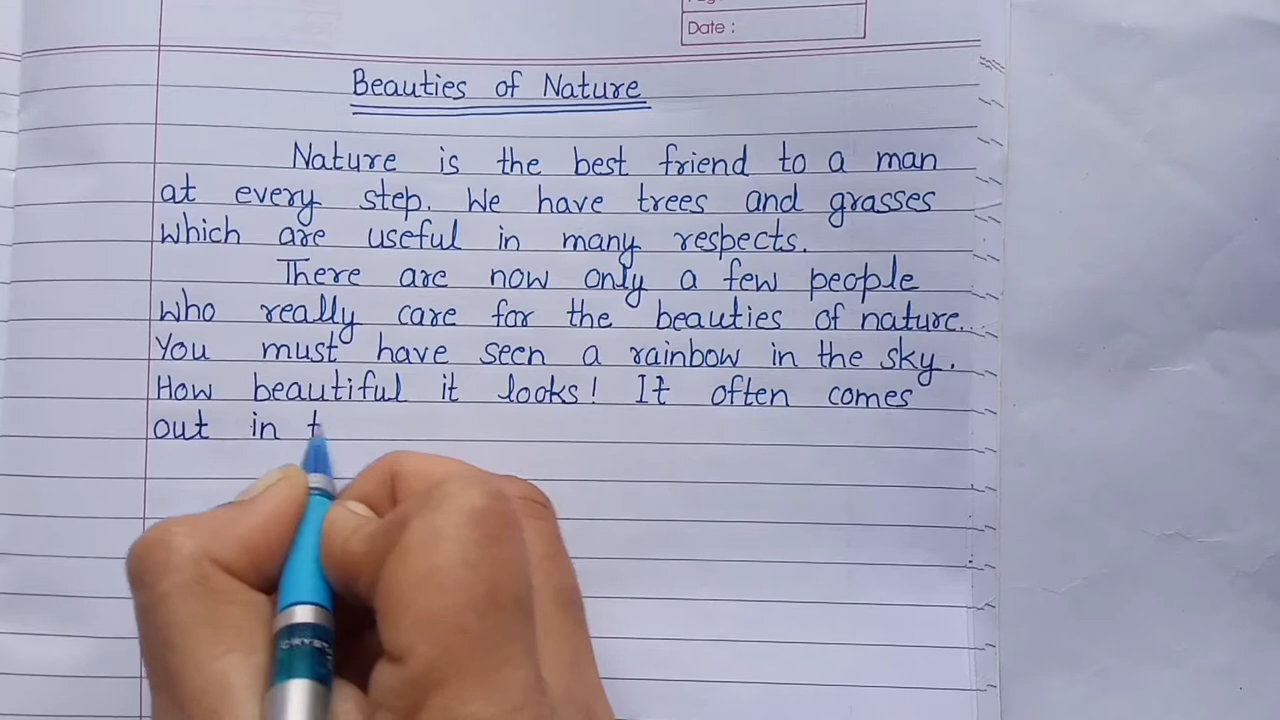 Date :
Beauties of Nature
Nature is the best friend to a man
at every step. We have trees and grasses
which are useful in many respects.
There are now only a few people
who really care for the beauties of nature.
You must have seen a rainbow in the sky.
How beautiful it looks! It often comes
out in t